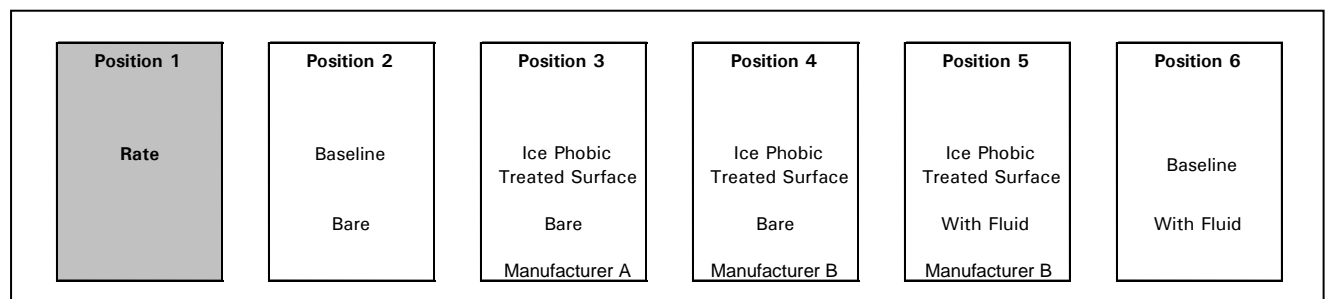 Position 1
Rate
Position 2
Baseline
Bare
Position 3
Ice Phobic
Treated Surface
Bare
Manufacturer A
Position 4
Ice Phobic
Treated Surface
Bare
Manufacturer B
Position 5
Ice Phobic
Treated Surface
With Fluid
Manufacturer B
Position 6
Baseline
With Fluid